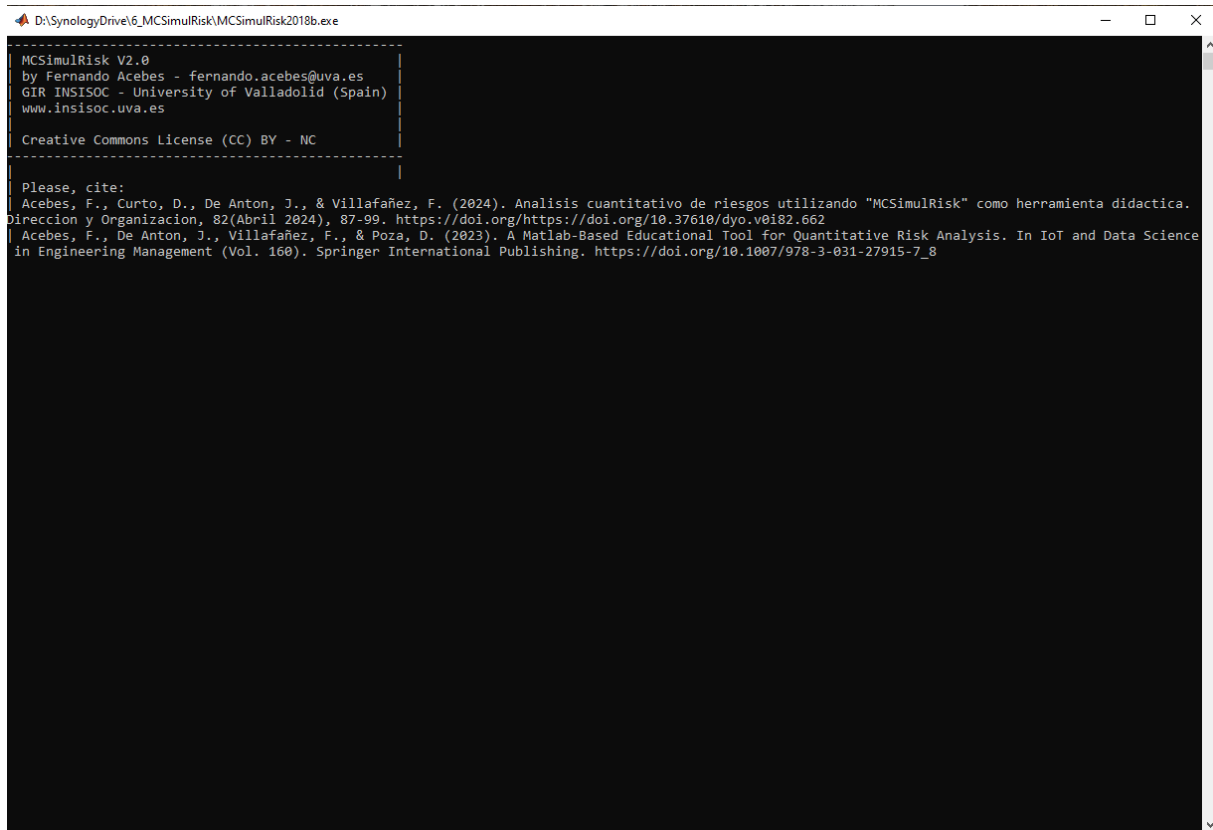 D:\SynologyDrive\6_MCSimulRisk\MCSimulRisk2018b.exe
--------------------------------------------------
| MCSimulRisk V2.0 |
| by Fernando Acebes - fernando.acebes@uva.es |
| GIR INSISOC - University of Valladolid (Spain) |
| www.insisoc.uva.es |
| |
| Creative Commons License (CC) BY - NC |
--------------------------------------------------
| |
| Please, cite:
| Acebes, F., Curto, D., De Anton, J., & Villafañez, F. (2024). Analisis cuantitativo de riesgos utilizando "MCSimulRisk" como herramienta didactica.
Direccion y Organizacion, 82(Abril 2024), 87-99. https://doi.org/https://doi.org/10.37610/dyo.v0i82.662
| Acebes, F., De Anton, J., Villafañez, F., & Poza, D. (2023). A Matlab-Based Educational Tool for Quantitative Risk Analysis. In IoT and Data Science
in Engineering Management (Vol. 160). Springer International Publishing. https://doi.org/10.1007/978-3-031-27915-7_8